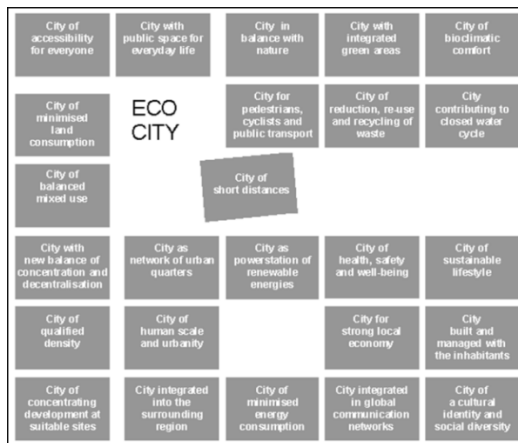 City of
accessibility
for everyone
City with
public space for
everyday life
City in
balance with
nature
City with
integrated
green areas
City of
bioclimatic
comfort
City of
minimised
land
consumption
ECO
CITY
City for
pedestrians,
cyclists and
public transport
City of
reduction, re-use
and recycling of
waste
City
contributing to
closed water
cycle
City of
balanced
mixed use
City of
short distances
City with
new balance of
concentration and
decentralisation
City as
network of urban
quarters
City as
powerstation of
renewable
energies
City of
health, safety
and well-being
City of
sustainable
lifestyle
City of
qualified
density
City of
human scale
and urbanity
City for
strong local
economy
City
built and
managed with
the inhabitants
City of
concentrating
development at
suitable sites
City integrated
into the
surrounding
region
City of
minimised
energy
consumption
City integrated
in global
communication
networks
City of
a cultural
identity and
social diversity